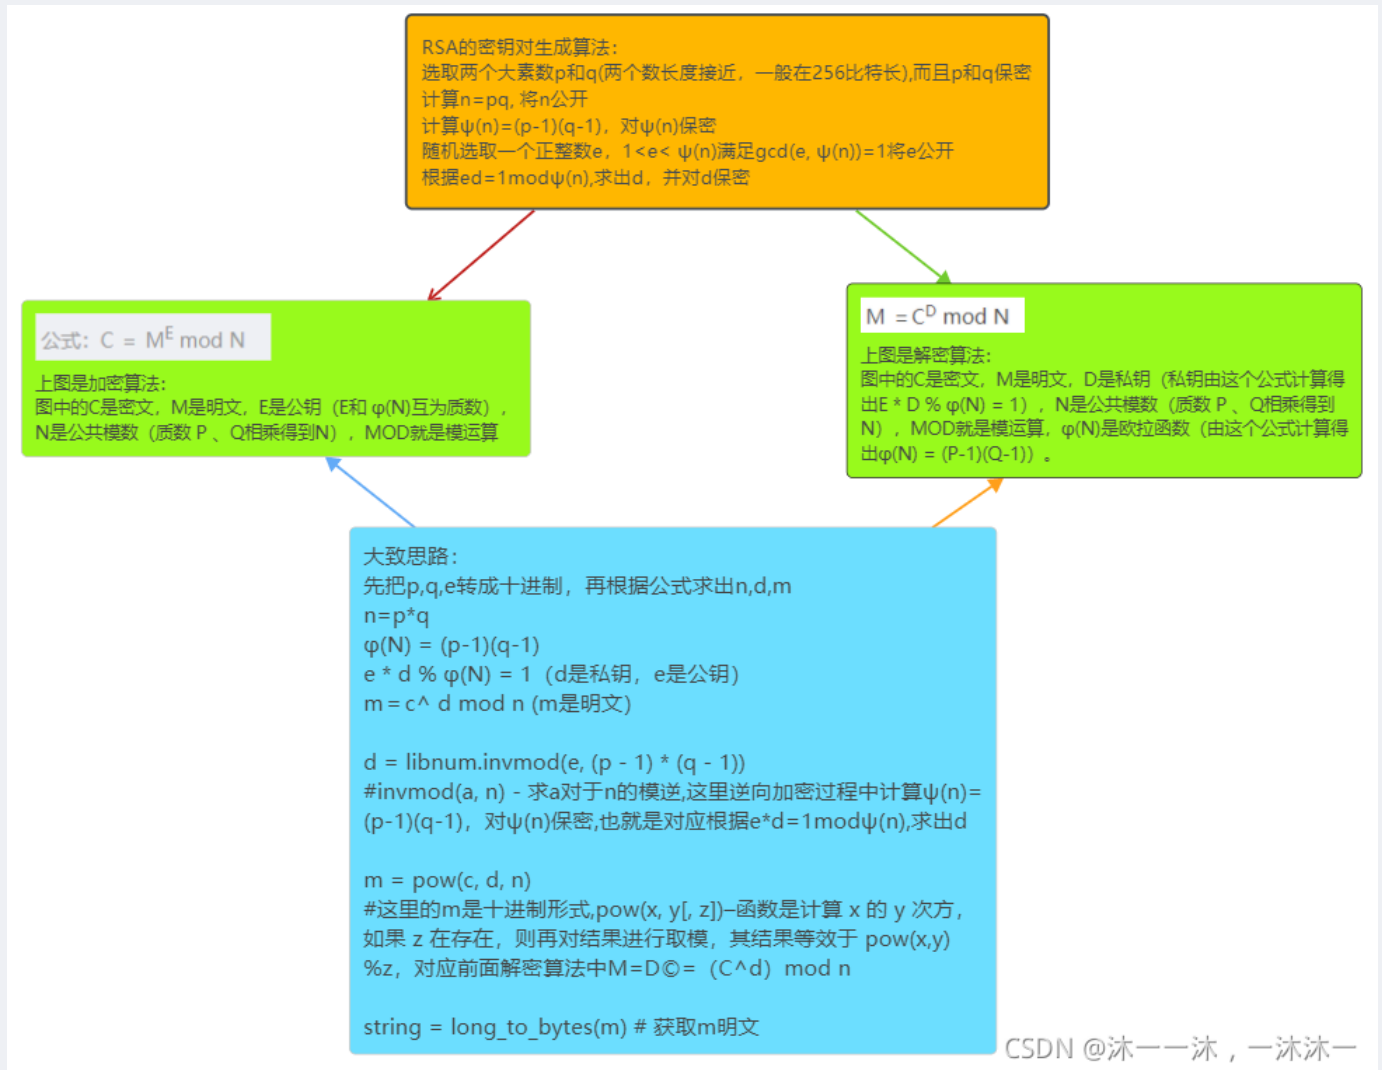 RSA的密钥对生成算法：
选取两个大素数p和q(两个数长度接近，一般在256比特长),而且p和q保密
计算n=pq, 将n公开
计算ψ(n)=(p-1)(q-1)，对ψ(n)保密
随机选取一个正整数e，1<e< ψ(n)满足gcd(e, ψ(n))=1将e公开
根据ed=1modψ(n),求出d，并对d保密
公式：C = M^E mod N
上图是加密算法：
图中的C是密文，M是明文，E是公钥（E和 φ(N)互为质数），
N是公共模数（质数 P 、Q相乘得到N），MOD就是模运算
M = C^D mod N
上图是解密算法：
图中的C是密文，M是明文，D是私钥（私钥由这个公式计算得
出E * D % φ(N) = 1），N是公共模数（质数 P 、Q相乘得到
N），MOD就是模运算，φ(N)是欧拉函数（由这个公式计算得
出φ(N) = (P-1)(Q-1)）。
大致思路：
先把p,q,e转成十进制，再根据公式求出n,d,m
n=p*q
φ(N) = (p-1)(q-1)
e * d % φ(N) = 1（d是私钥，e是公钥）
m = c^ d mod n (m是明文)
d = libnum.invmod(e, (p - 1) * (q - 1))
#invmod(a, n) - 求a对于n的模逆,这里逆向加密过程中计算ψ(n)=
(p-1)(q-1)，对ψ(n)保密,也就是对应根据e*d=1modψ(n),求出d
m = pow(c, d, n)
#这里的m是十进制形式,pow(x, y[, z])–函数是计算 x 的 y 次方，
如果 z 在存在，则再对结果进行取模，其结果等效于 pow(x,y)
%z，对应前面解密算法中M=D©=（C^d）mod n
string = long_to_bytes(m) # 获取m明文
CSDN @沐一一沐，一沐沐一